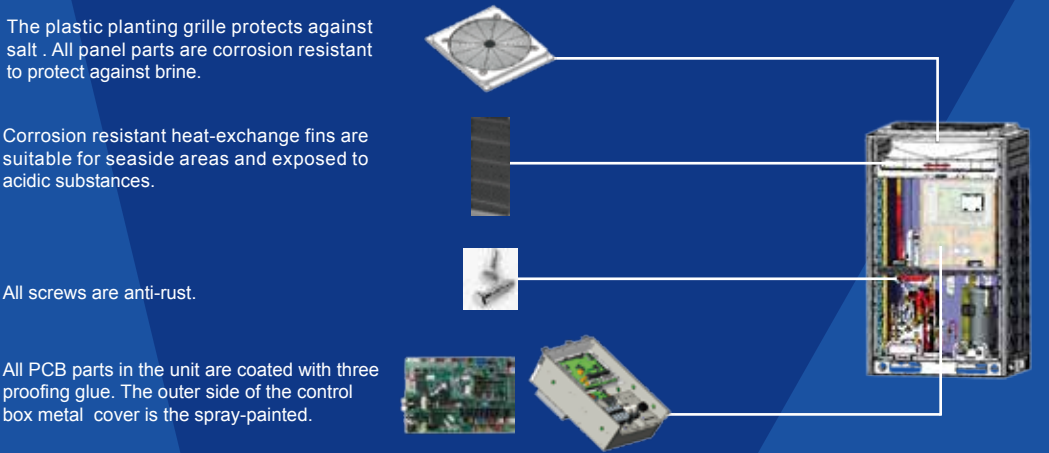 The plastic planting grille protects against
salt . All panel parts are corrosion resistant
to protect against brine.
Corrosion resistant heat-exchange fins are
suitable for seaside areas and exposed to
acidic substances.
All screws are anti-rust.
All PCB parts in the unit are coated with three
proofing glue. The outer side of the control
box metal cover is the spray-painted.